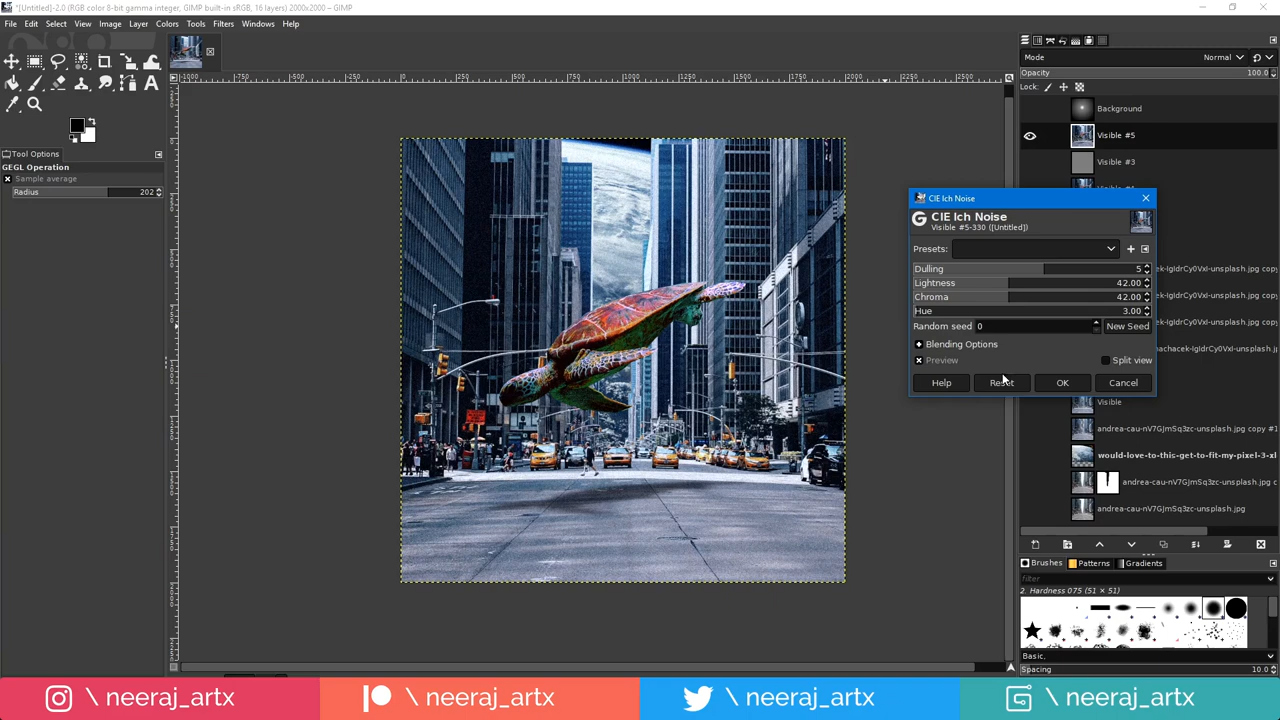 *[Untitled]-2.0 (RGB color 8-bit gamma integer, GIMP built-in sRGB, 16 layers) 2000x2000 – GIMP
File Edit Select View Image Layer Colors Tools Filters Windows Help
Tool Options
GEGL Operation
Sample average
Radius 202
Mode Normal
Opacity 100.0
Lock:
Background
Visible #5
Visible #3
CIE lch Noise
CIE lch Noise
Visible #5-330 ([Untitled])
Presets:
Dulling 5
Lightness 42.00
Chroma 42.00
Hue 3.00
Random seed 0 New Seed
Blending Options
Preview Split view
Help Reset OK Cancel
Visible
andrea-cau-nV7GJmSq3zc-unsplash.jpg copy #1
would-love-to-this-get-to-fit-my-pixel-3-xl
andrea-cau-nV7GJmSq3zc-unsplash.jpg c
andrea-cau-nV7GJmSq3zc-unsplash.jpg
Brushes Patterns Gradients
filter
2. Hardness 075 (51 × 51)
Basic,
Spacing 10.0
\ neeraj_artx \ neeraj_artx \ neeraj_artx \ neeraj_artx